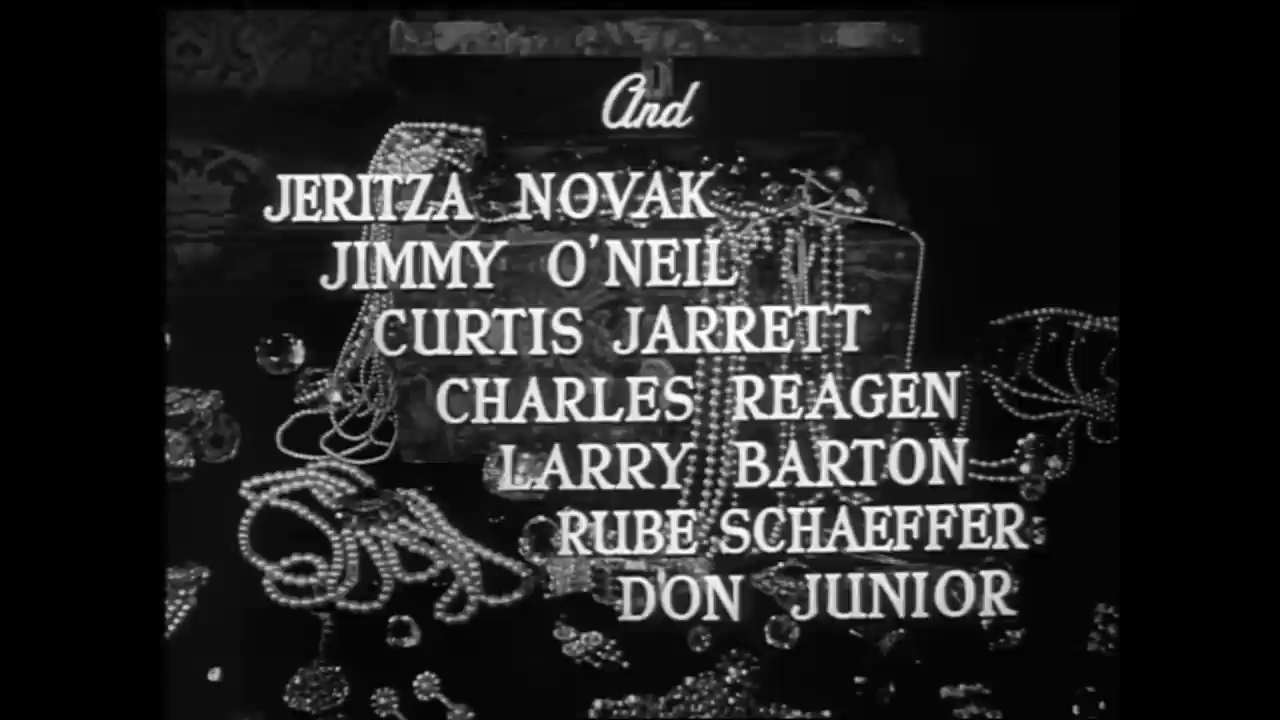 And
JERITZA NOVAK
JIMMY O'NEIL
CURTIS JARRETT
CHARLES REAGEN
LARRY BARTON
RUBE SCHAEFFER
DON JUNIOR